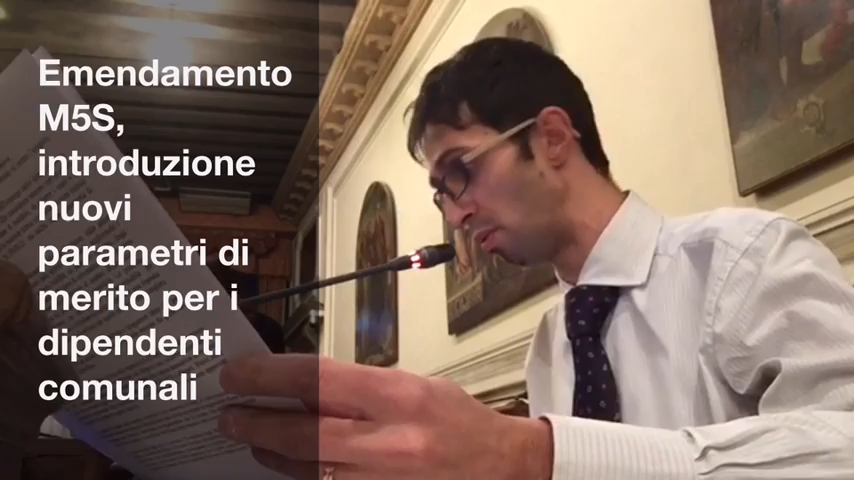 Emendamento
M5S,
introduzione
nuovi
parametri di
merito per i
dipendenti
comunali